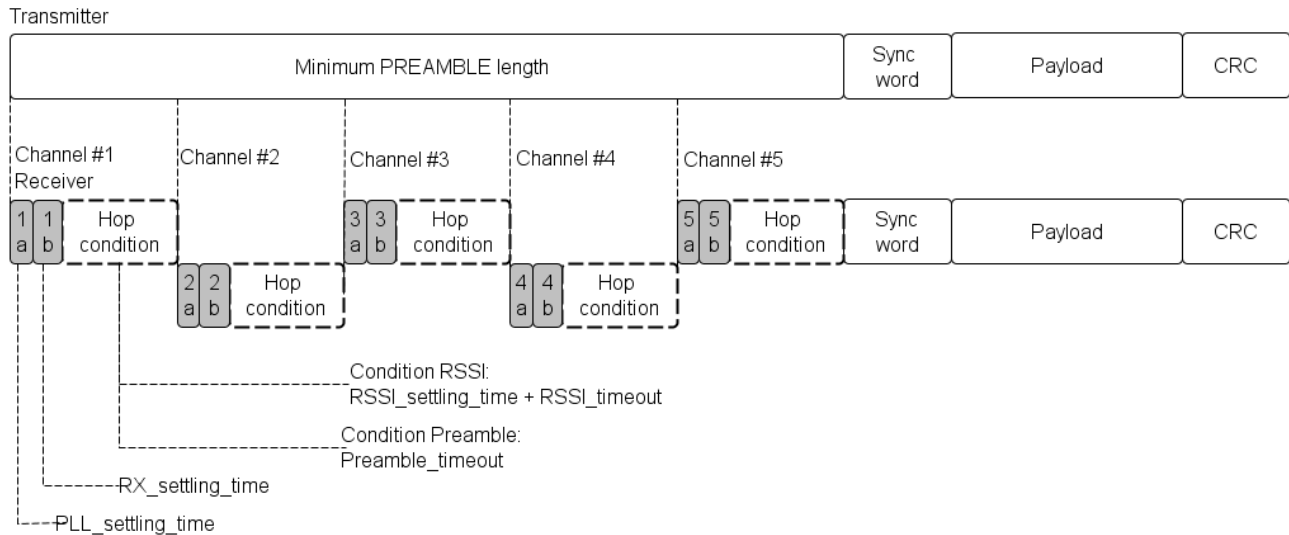 Transmitter
Minimum PREAMBLE length
Sync
word
Payload
CRC
Channel #1
Receiver
Channel #2
Channel #3
Channel #4
Channel #5
1
a
1
b
Hop
condition
2
a
2
b
Hop
condition
3
a
3
b
Hop
condition
4
a
4
b
Hop
condition
5
a
5
b
Hop
condition
Sync
word
Payload
CRC
Condition RSSI:
RSSI_settling_time + RSSI_timeout
Condition Preamble:
Preamble_timeout
RX_settling_time
PLL_settling_time